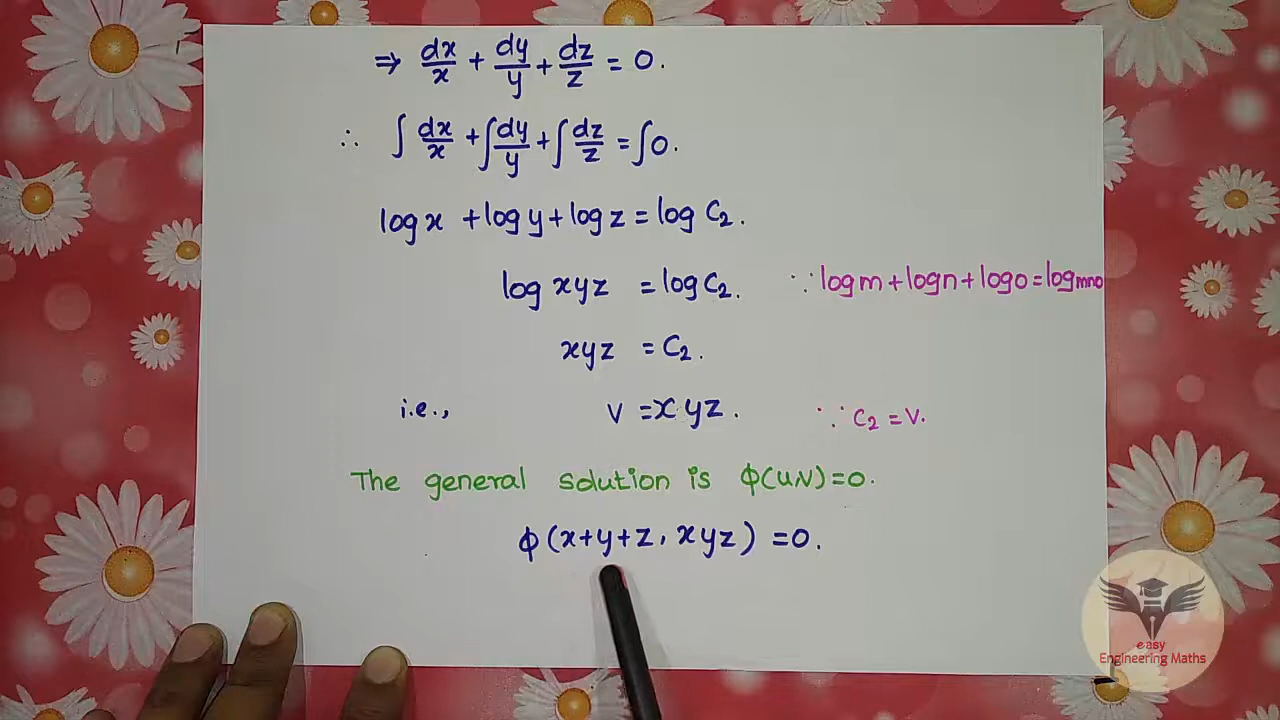 ⇒ dx/x + dy/y + dz/z = 0.
∴ ∫ dx/x + ∫ dy/y + ∫ dz/z = ∫0.
log x + log y + log z = log C₂.
log xyz = log C₂. ∵ log m + log n + log o = log mno
xyz = C₂.
i.e., v = x yz. ∵ C₂ = v.
The general solution is ϕ(u,v)=0.
ϕ(x+y+z, xyz) = 0.
easy
Engineering Maths